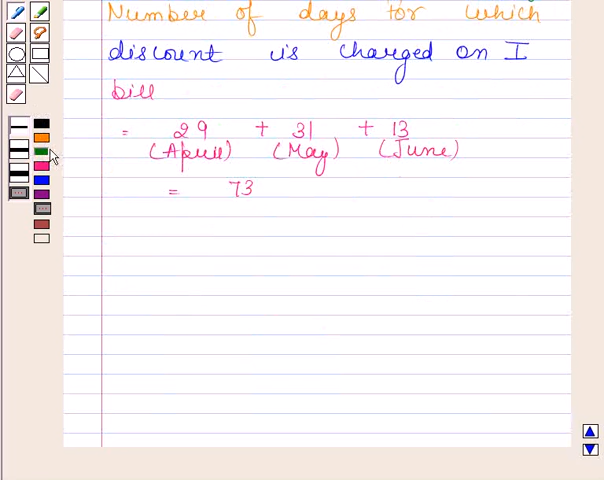 Number of days for which
discount is charged on I
bill
= 29 + 31 + 13
(April) (May) (June)
= 73